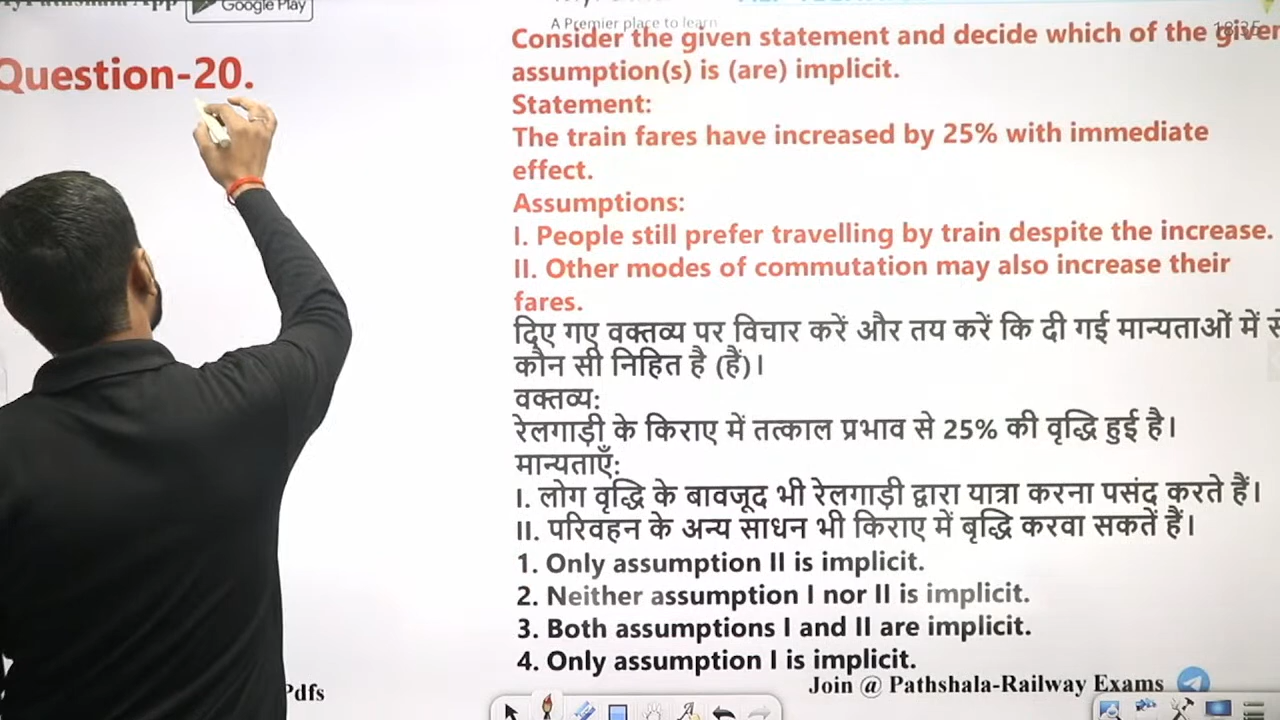 Google Play
A Premier place to learn
18:35
Question-20.
Consider the given statement and decide which of the given
assumption(s) is (are) implicit.
Statement:
The train fares have increased by 25% with immediate
effect.
Assumptions:
I. People still prefer travelling by train despite the increase.
II. Other modes of commutation may also increase their
fares.
दिए गए वक्तव्य पर विचार करें और तय करें कि दी गई मान्यताओं में से
कौन सी निहित है (हैं)।
वक्तव्य:
रेलगाड़ी के किराए में तत्काल प्रभाव से 25% की वृद्धि हुई है।
मान्यताएँ:
I. लोग वृद्धि के बावजूद भी रेलगाड़ी द्वारा यात्रा करना पसंद करते हैं।
II. परिवहन के अन्य साधन भी किराए में बृद्धि करवा सकतें हैं।
1. Only assumption II is implicit.
2. Neither assumption I nor II is implicit.
3. Both assumptions I and II are implicit.
4. Only assumption I is implicit.
Pdfs
Join @ Pathshala-Railway Exams